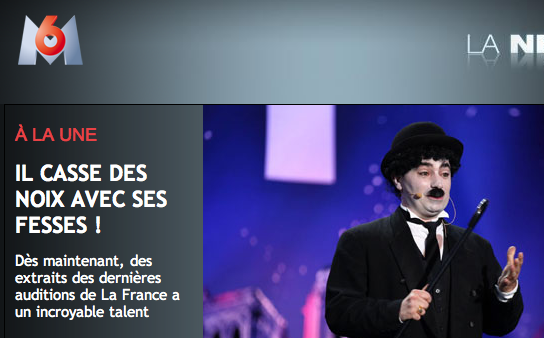 M6
LA
À LA UNE
IL CASSE DES
NOIX AVEC SES
FESSES !
Dès maintenant, des
extraits des dernières
auditions de La France a
un incroyable talent